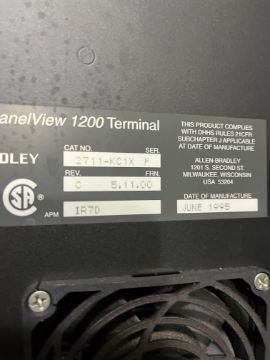 anelView 1200 Terminal
DLEY
CAT NO. SER.
2711-KC1X F
REV. FRN.
C 5.11.00
APM IR7D
SA
THIS PRODUCT COMPLIES
WITH DHHS RULES 21CFR
SUBCHAPTER J APPLICABLE
AT DATE OF MANUFACTURE
ALLEN-BRADLEY
1201 S. SECOND ST.
MILWAUKEE, WISCONSIN
USA 53204
DATE OF MANUFACTURE
JUNE 1995